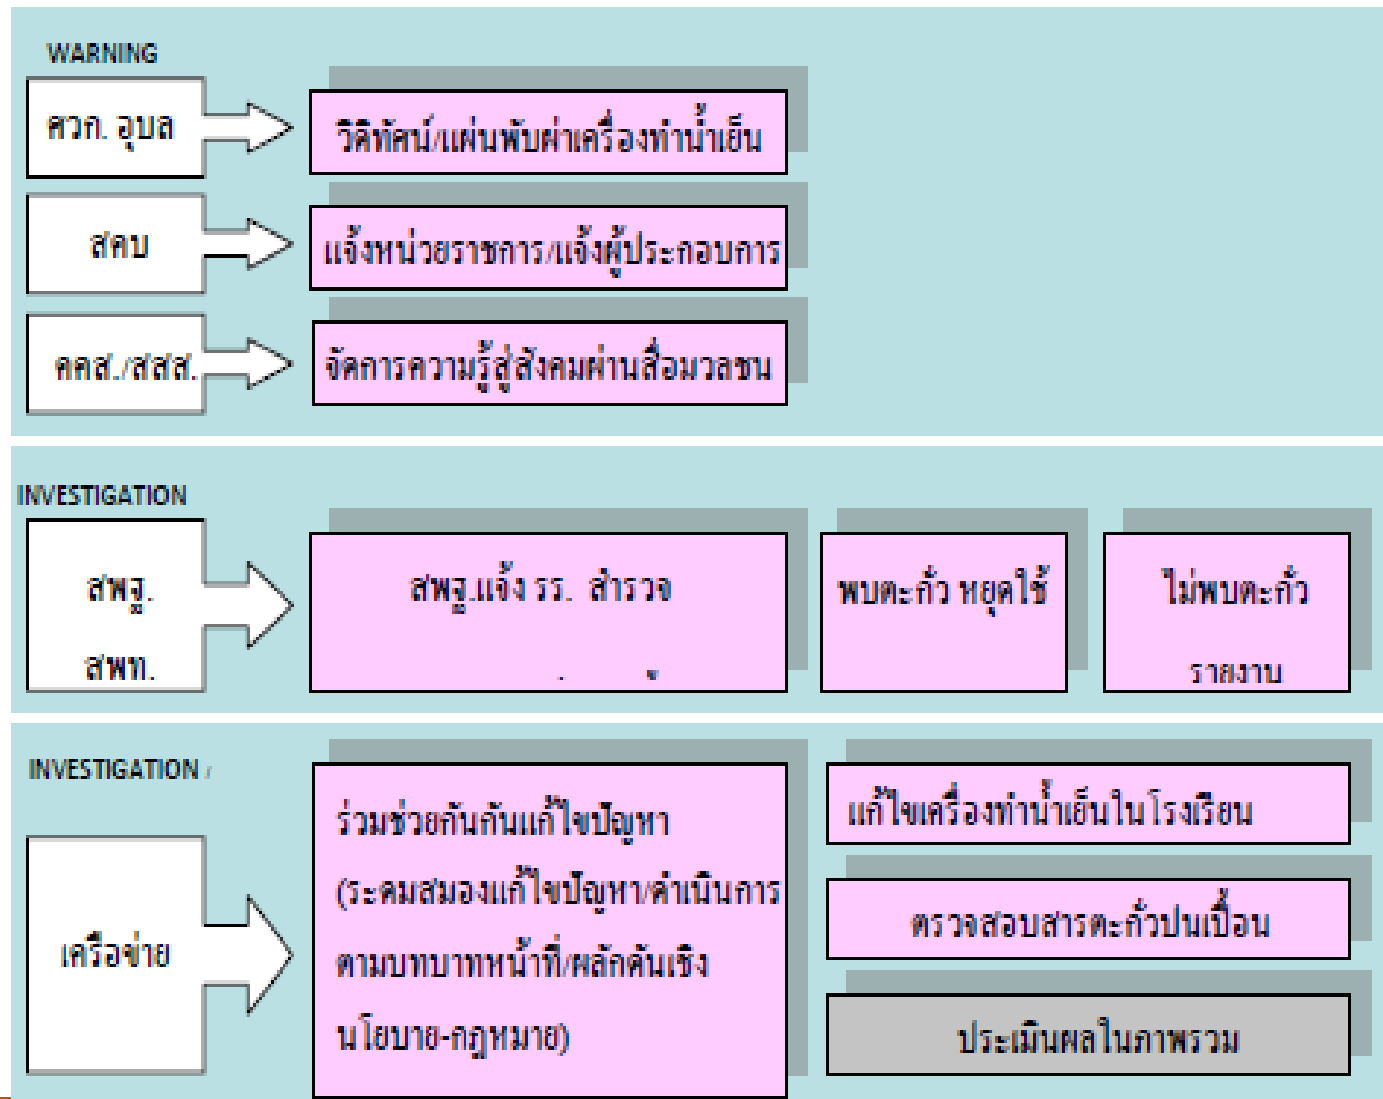 WARNING
ศวก. อุบล
วิดิทัศน์/แผ่นพับผ่าเครื่องทำน้ำเย็น
สคบ
แจ้งหน่วยราชการ/แจ้งผู้ประกอบการ
คคส./สสส.
จัดการความรู้สู่สังคมผ่านสื่อมวลชน
INVESTIGATION
สพฐ.
สพท.
สพฐ.แจ้ง รร. สำรวจ
พบตะกั่ว หยุดใช้
ไม่พบตะกั่ว
รายงาน
INVESTIGATION /
เครือข่าย
ร่วมช่วยกันกันแก้ไขปัญหา
(ระดมสมองแก้ไขปัญหา/ดำเนินการ
ตามบทบาทหน้าที่/ผลักดันเชิง
นโยบาย-กฎหมาย)
แก้ไขเครื่องทำน้ำเย็นในโรงเรียน
ตรวจสอบสารตะกั่วปนเปื้อน
ประเมินผลในภาพรวม